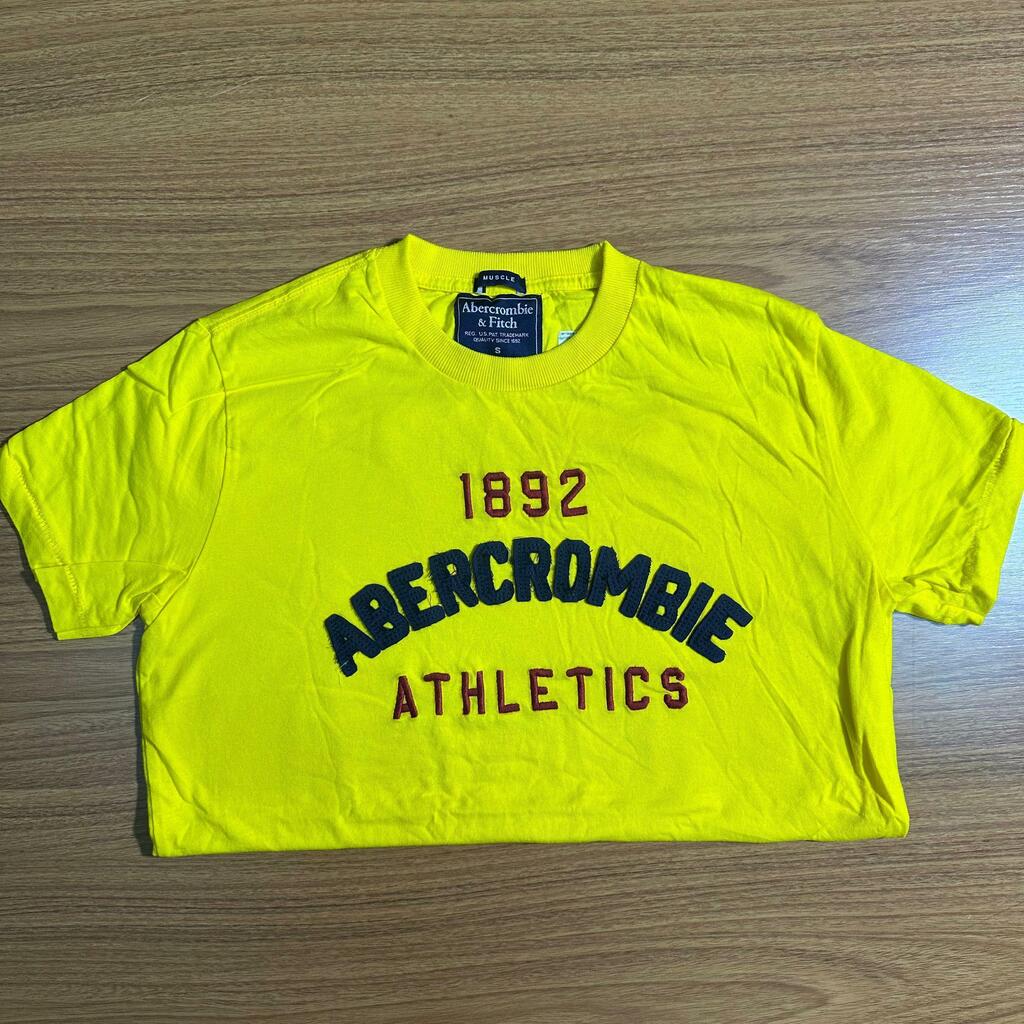 MUSCLE
Abercrombie
& Fitch
REG. U.S. PAT. TRADEMARK
QUALITY SINCE 1892
S
1892
ABERCROMBIE
ATHLETICS